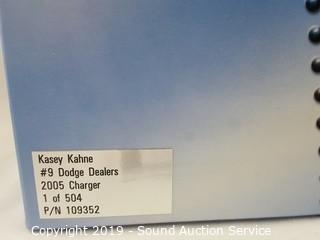 Kasey Kahne
#9 Dodge Dealers
2005 Charger
1 of 504
P/N 109352
Copyright 2019 - Sound Auction Service